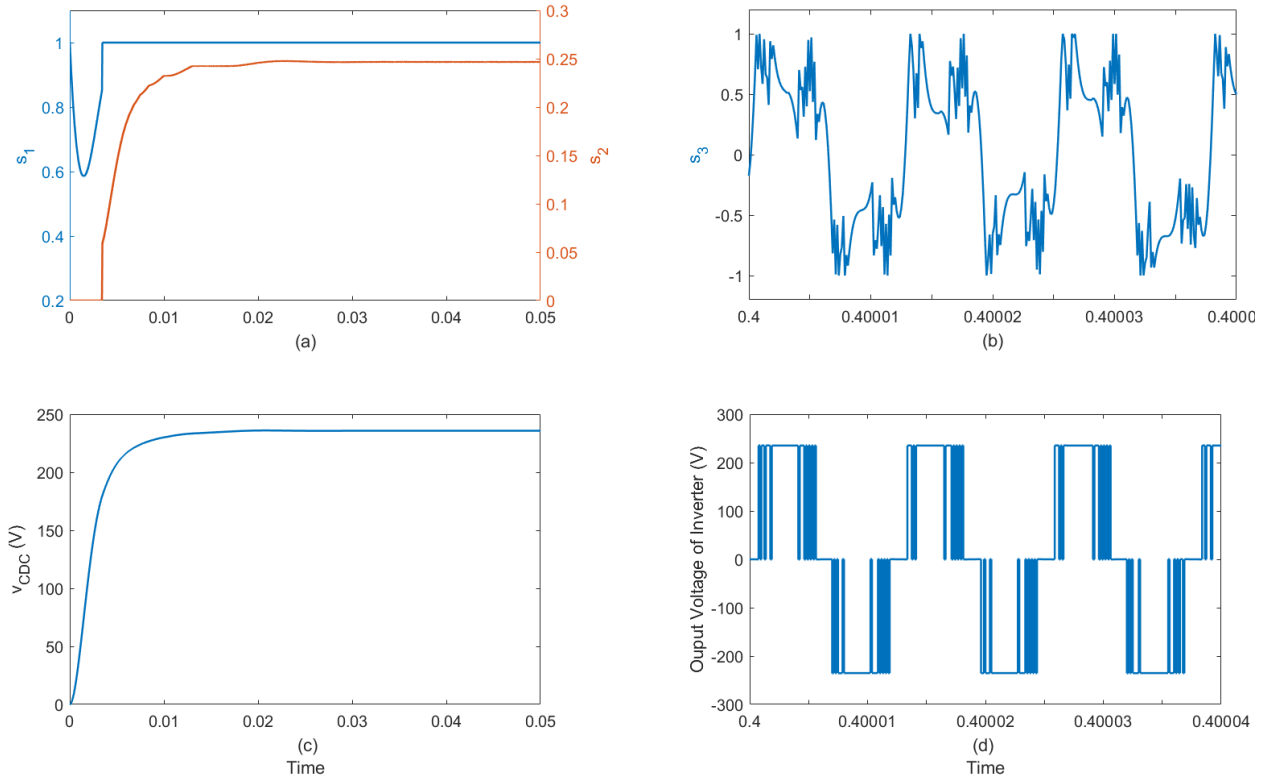 1
0.8
0.6
0.4
0.2
s1
0.3
0.25
0.2
0.15
0.1
0.05
0
s2
0 0.01 0.02 0.03 0.04 0.05
(a)
1
0.5
0
-0.5
-1
s3
0.4 0.40001 0.40002 0.40003 0.4000
(b)
250
200
150
100
50
0
vCDC (V)
0 0.01 0.02 0.03 0.04 0.05
(c)
Time
300
200
100
0
-100
-200
-300
Ouput Voltage of Inverter (V)
0.4 0.40001 0.40002 0.40003 0.40004
(d)
Time